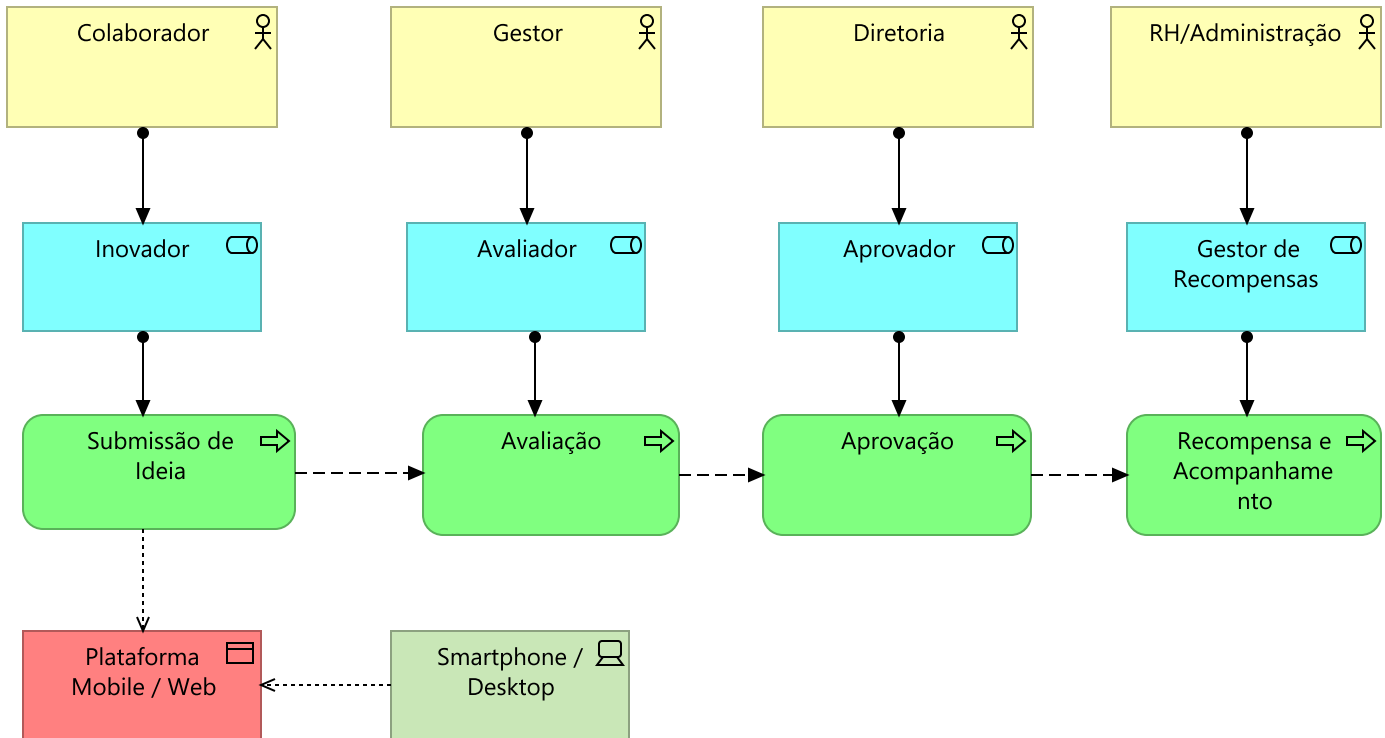 Colaborador
Gestor
Diretoria
RH/Administração
Inovador
Avaliador
Aprovador
Gestor de
Recompensas
Submissão de
Ideia
Avaliação
Aprovação
Recompensa e
Acompanhame
nto
Plataforma
Mobile / Web
Smartphone /
Desktop